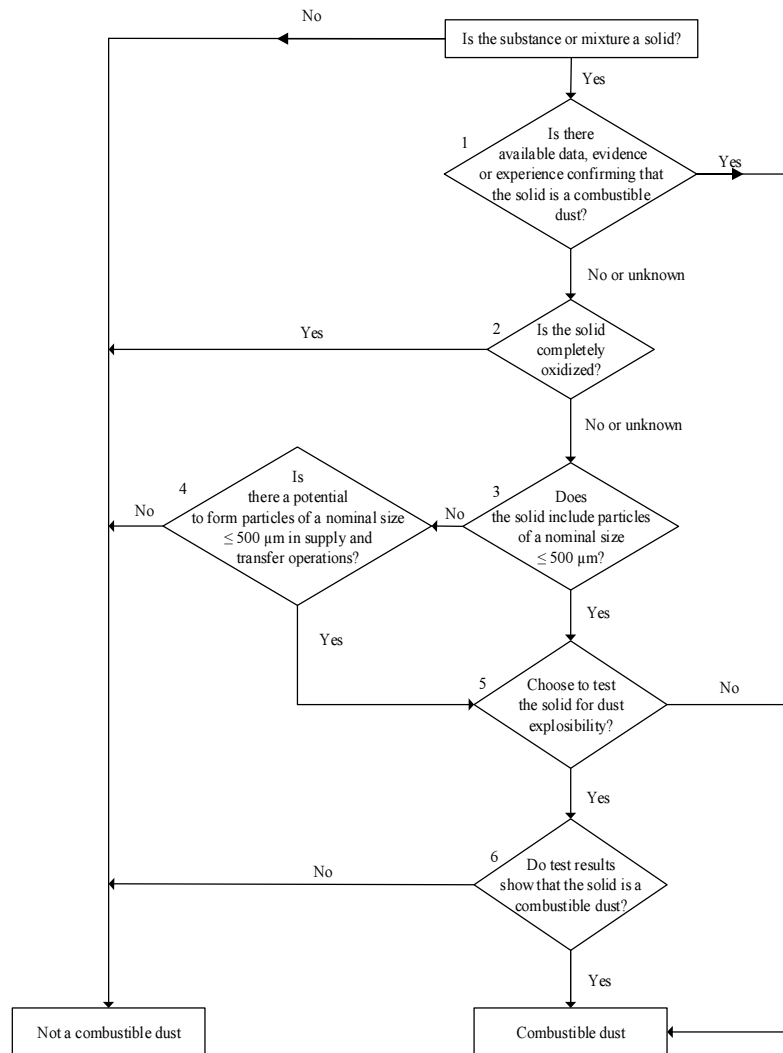 No
Is the substance or mixture a solid?
Yes
1
Is there
available data, evidence
or experience confirming that
the solid is a combustible
dust?
Yes
No or unknown
2
Is the solid
completely
oxidized?
Yes
No or unknown
4
Is
there a potential
to form particles of a nominal size
≤ 500 µm in supply and
transfer operations?
No
3
Does
the solid include particles
of a nominal size
≤ 500 µm?
No
Yes
Yes
5
Choose to test
the solid for dust
explosibility?
No
Yes
6
Do test results
show that the solid is a
combustible dust?
No
Yes
Not a combustible dust
Combustible dust